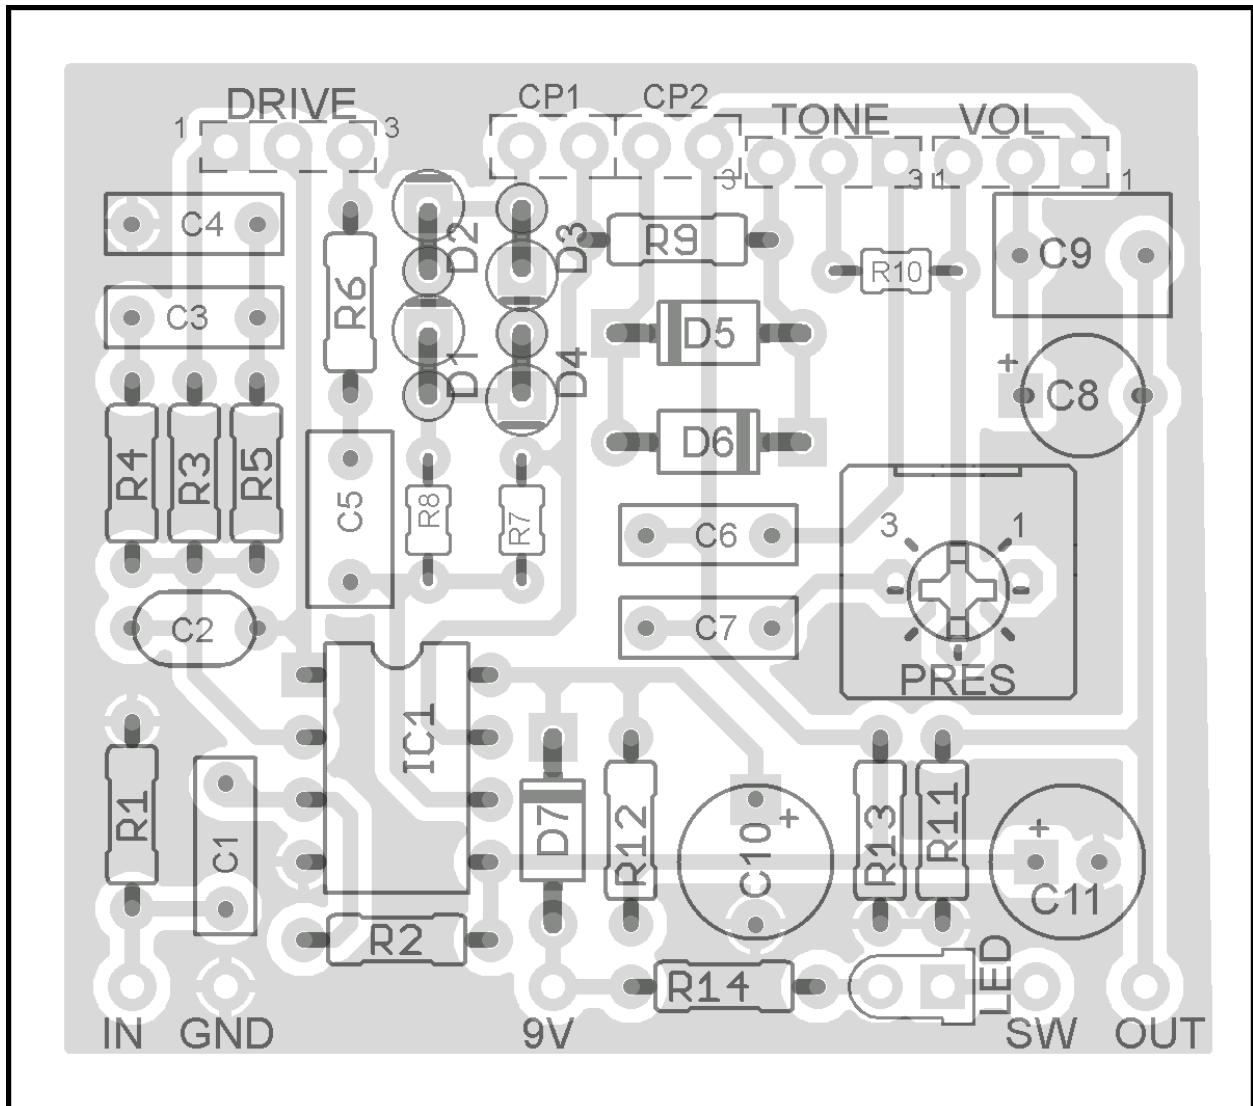 DRIVE
CP1
CP2
TONE
VOL
1
3
3
3
1
1
C4
D2
D3
R9
C9
R10
C3
R6
D5
D1
D4
+
C8
R4
R3
R5
D6
C5
R8
R7
C6
3
1
C2
C7
PRES
IC1
R1
C1
D7
R12
C10
+
R13
R11
+
C11
R2
R14
LED
IN
GND
9V
SW
OUT